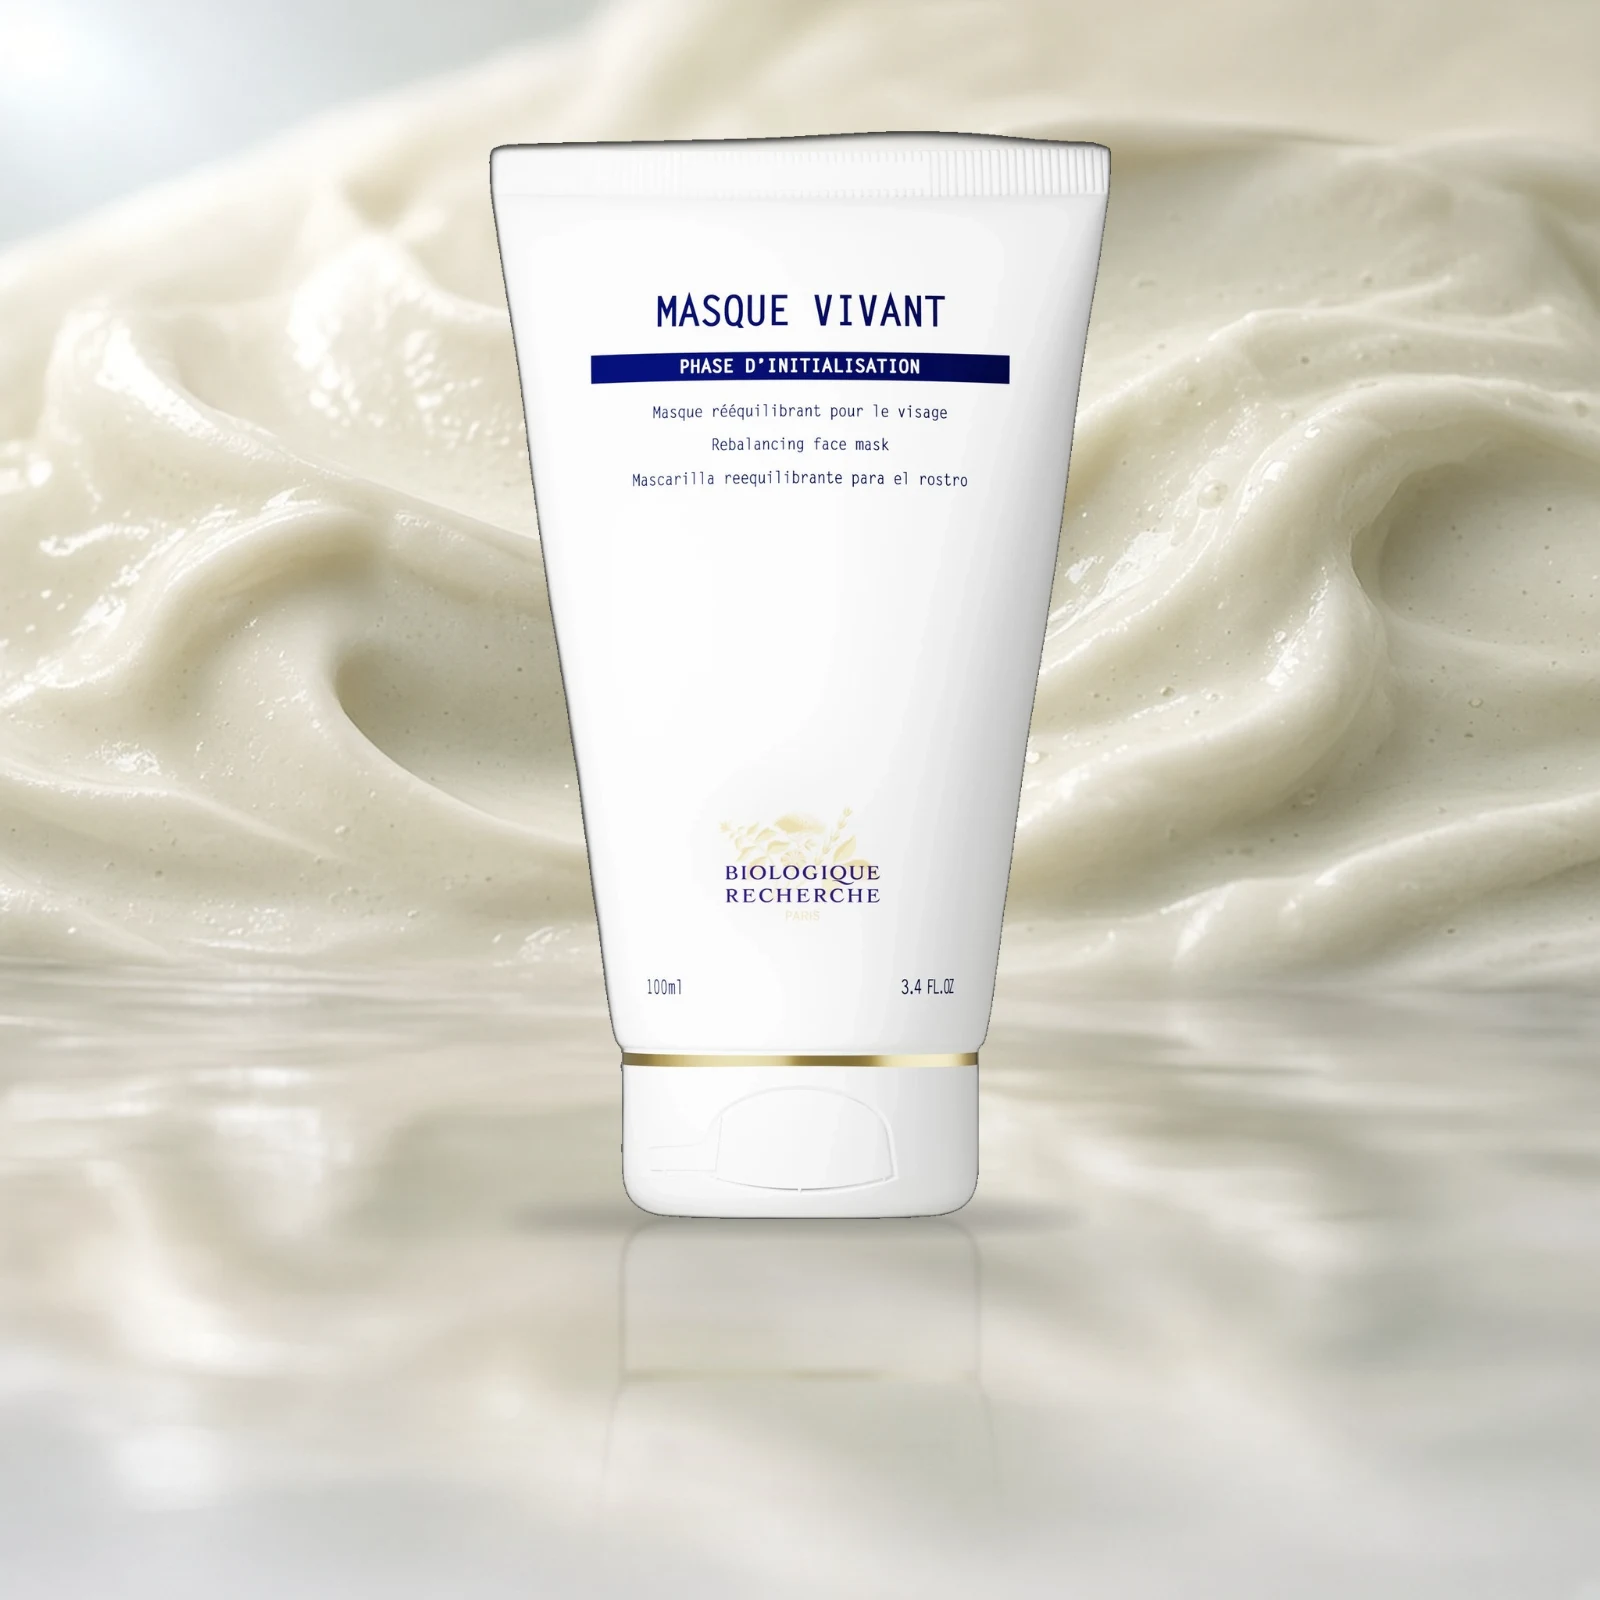 MASQUE VIVANT
PHASE D'INITIALISATION
Masque rééquilibrant pour le visage
Rebalancing face mask
Mascarilla reequilibrante para el rostro
BIOLOGIQUE
RECHERCHE
PARIS
100ml 3.4 FL.OZ